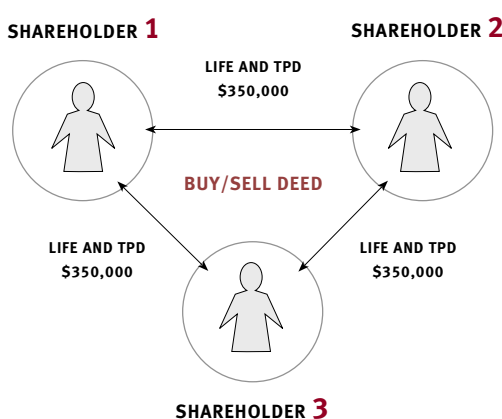 SHAREHOLDER 1
SHAREHOLDER 2
LIFE AND TPD
$350,000
BUY/SELL DEED
LIFE AND TPD
$350,000
LIFE AND TPD
$350,000
SHAREHOLDER 3